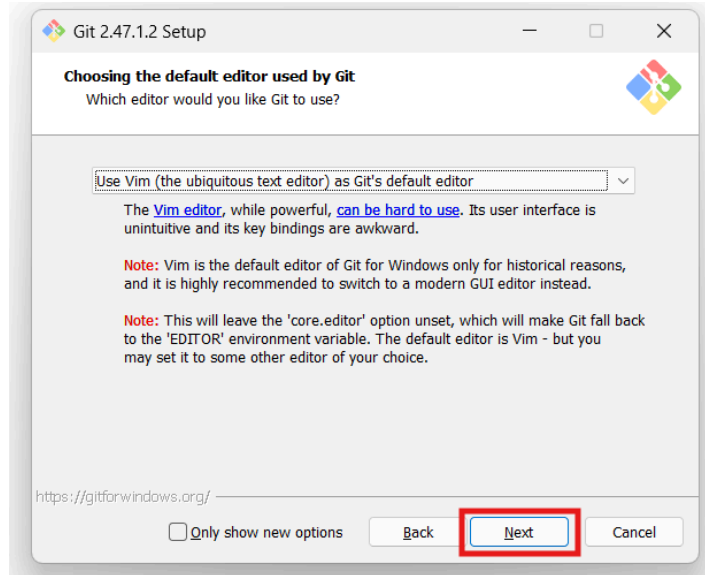 Git 2.47.1.2 Setup
Choosing the default editor used by Git
Which editor would you like Git to use?
Use Vim (the ubiquitous text editor) as Git's default editor
The Vim editor, while powerful, can be hard to use. Its user interface is
unintuitive and its key bindings are awkward.
Note: Vim is the default editor of Git for Windows only for historical reasons,
and it is highly recommended to switch to a modern GUI editor instead.
Note: This will leave the 'core.editor' option unset, which will make Git fall back
to the 'EDITOR' environment variable. The default editor is Vim - but you
may set it to some other editor of your choice.
https://gitforwindows.org/
Only show new options Back Next Cancel